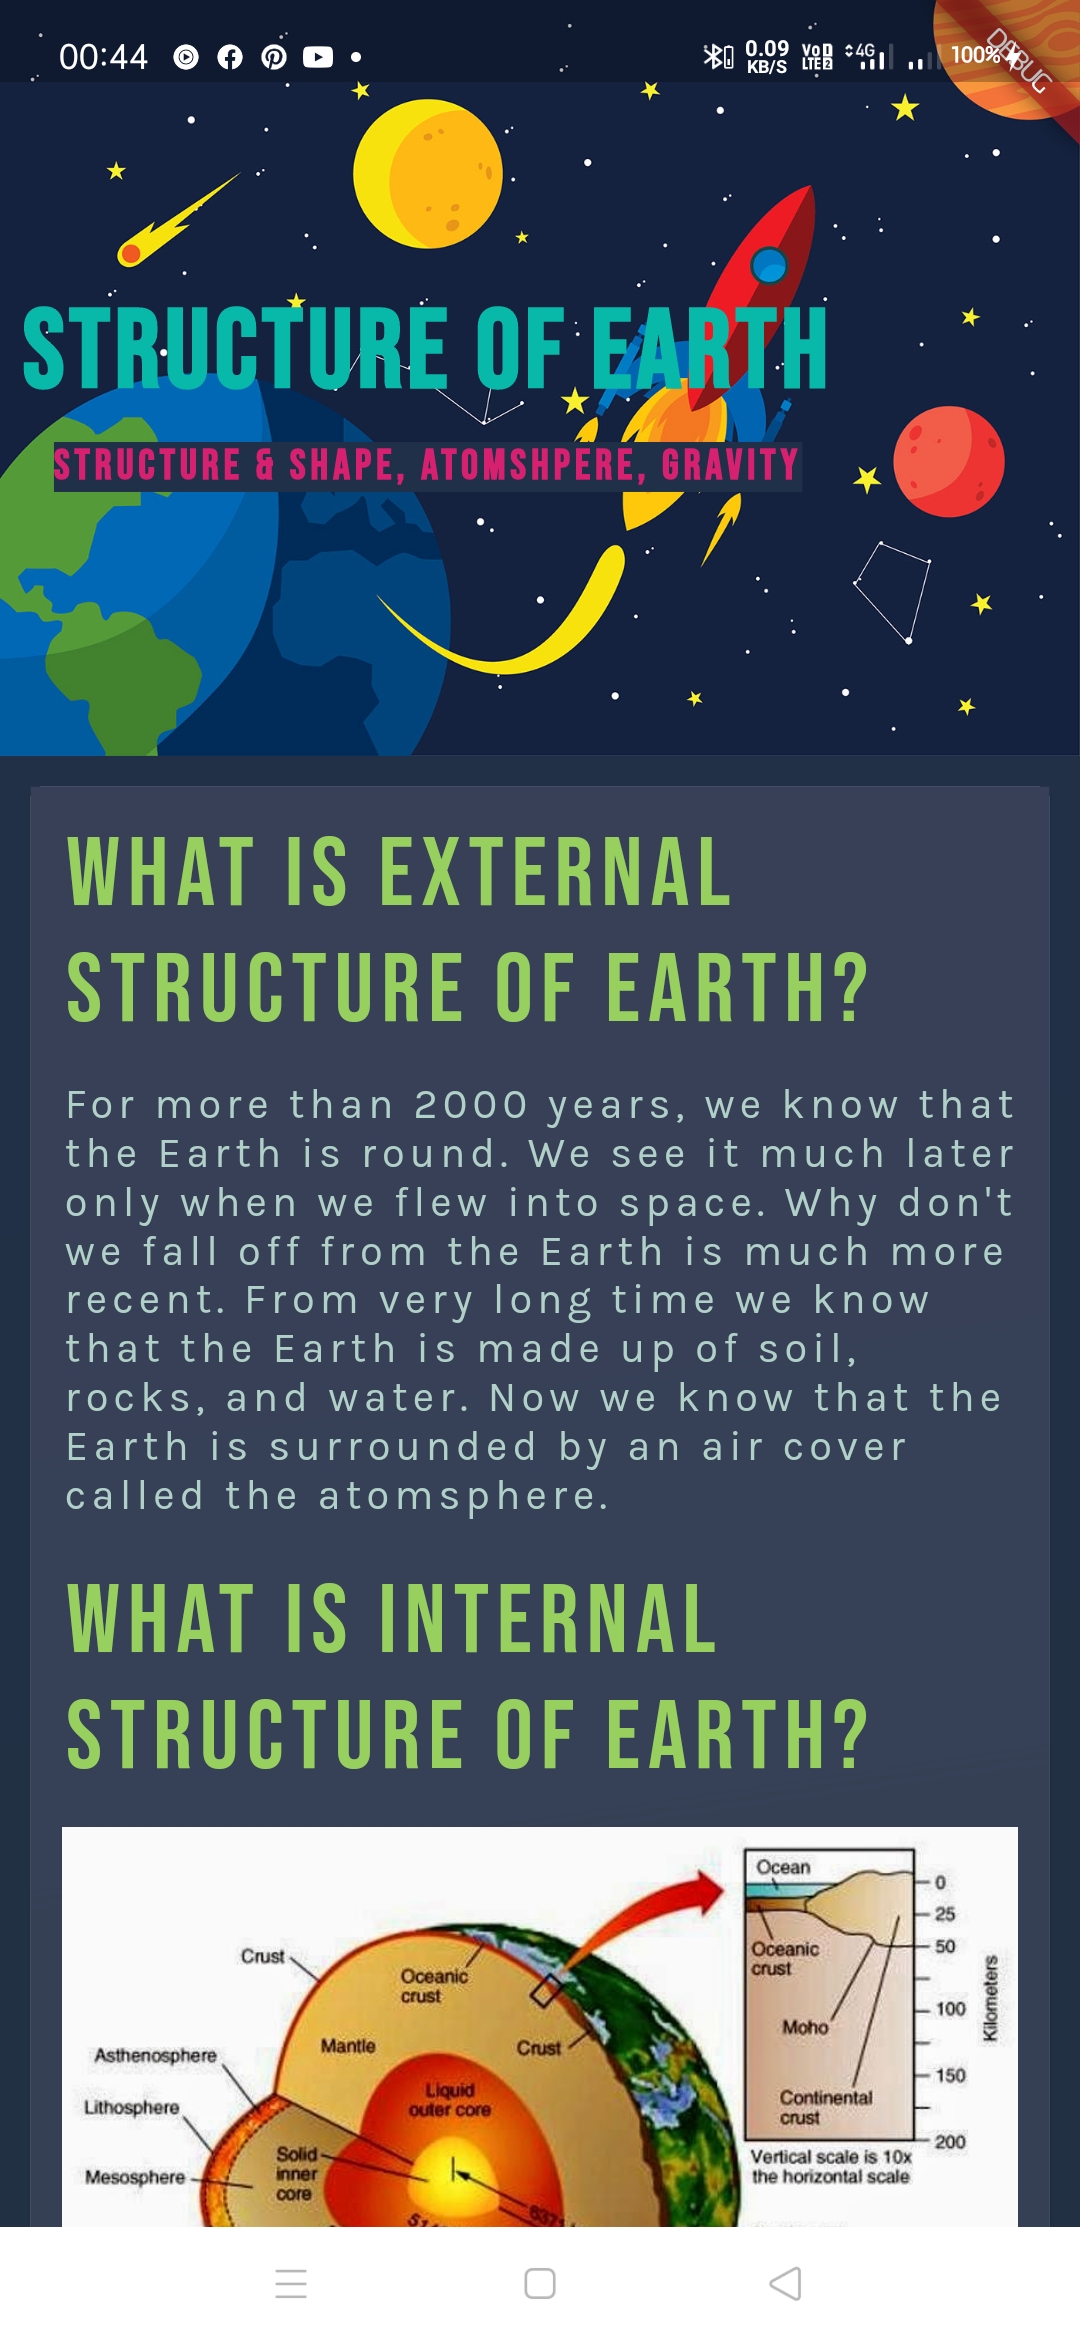 00:44
0.09 KB/S
VoD LTE2
4G
100%
DEBUG
STRUCTURE OF EARTH
STRUCTURE & SHAPE, ATOMSHPERE, GRAVITY
WHAT IS EXTERNAL
STRUCTURE OF EARTH?
For more than 2000 years, we know that
the Earth is round. We see it much later
only when we flew into space. Why don't
we fall off from the Earth is much more
recent. From very long time we know
that the Earth is made up of soil,
rocks, and water. Now we know that the
Earth is surrounded by an air cover
called the atomsphere.
WHAT IS INTERNAL
STRUCTURE OF EARTH?
Ocean
0
25
Oceanic
crust
50
100
Kilometers
Moho
150
Continental
crust
200
Vertical scale is 10x
the horizontal scale
Crust
Oceanic
crust
Mantle
Crust
Asthenosphere
Liquid
outer core
Lithosphere
Solid
inner
core
Mesosphere